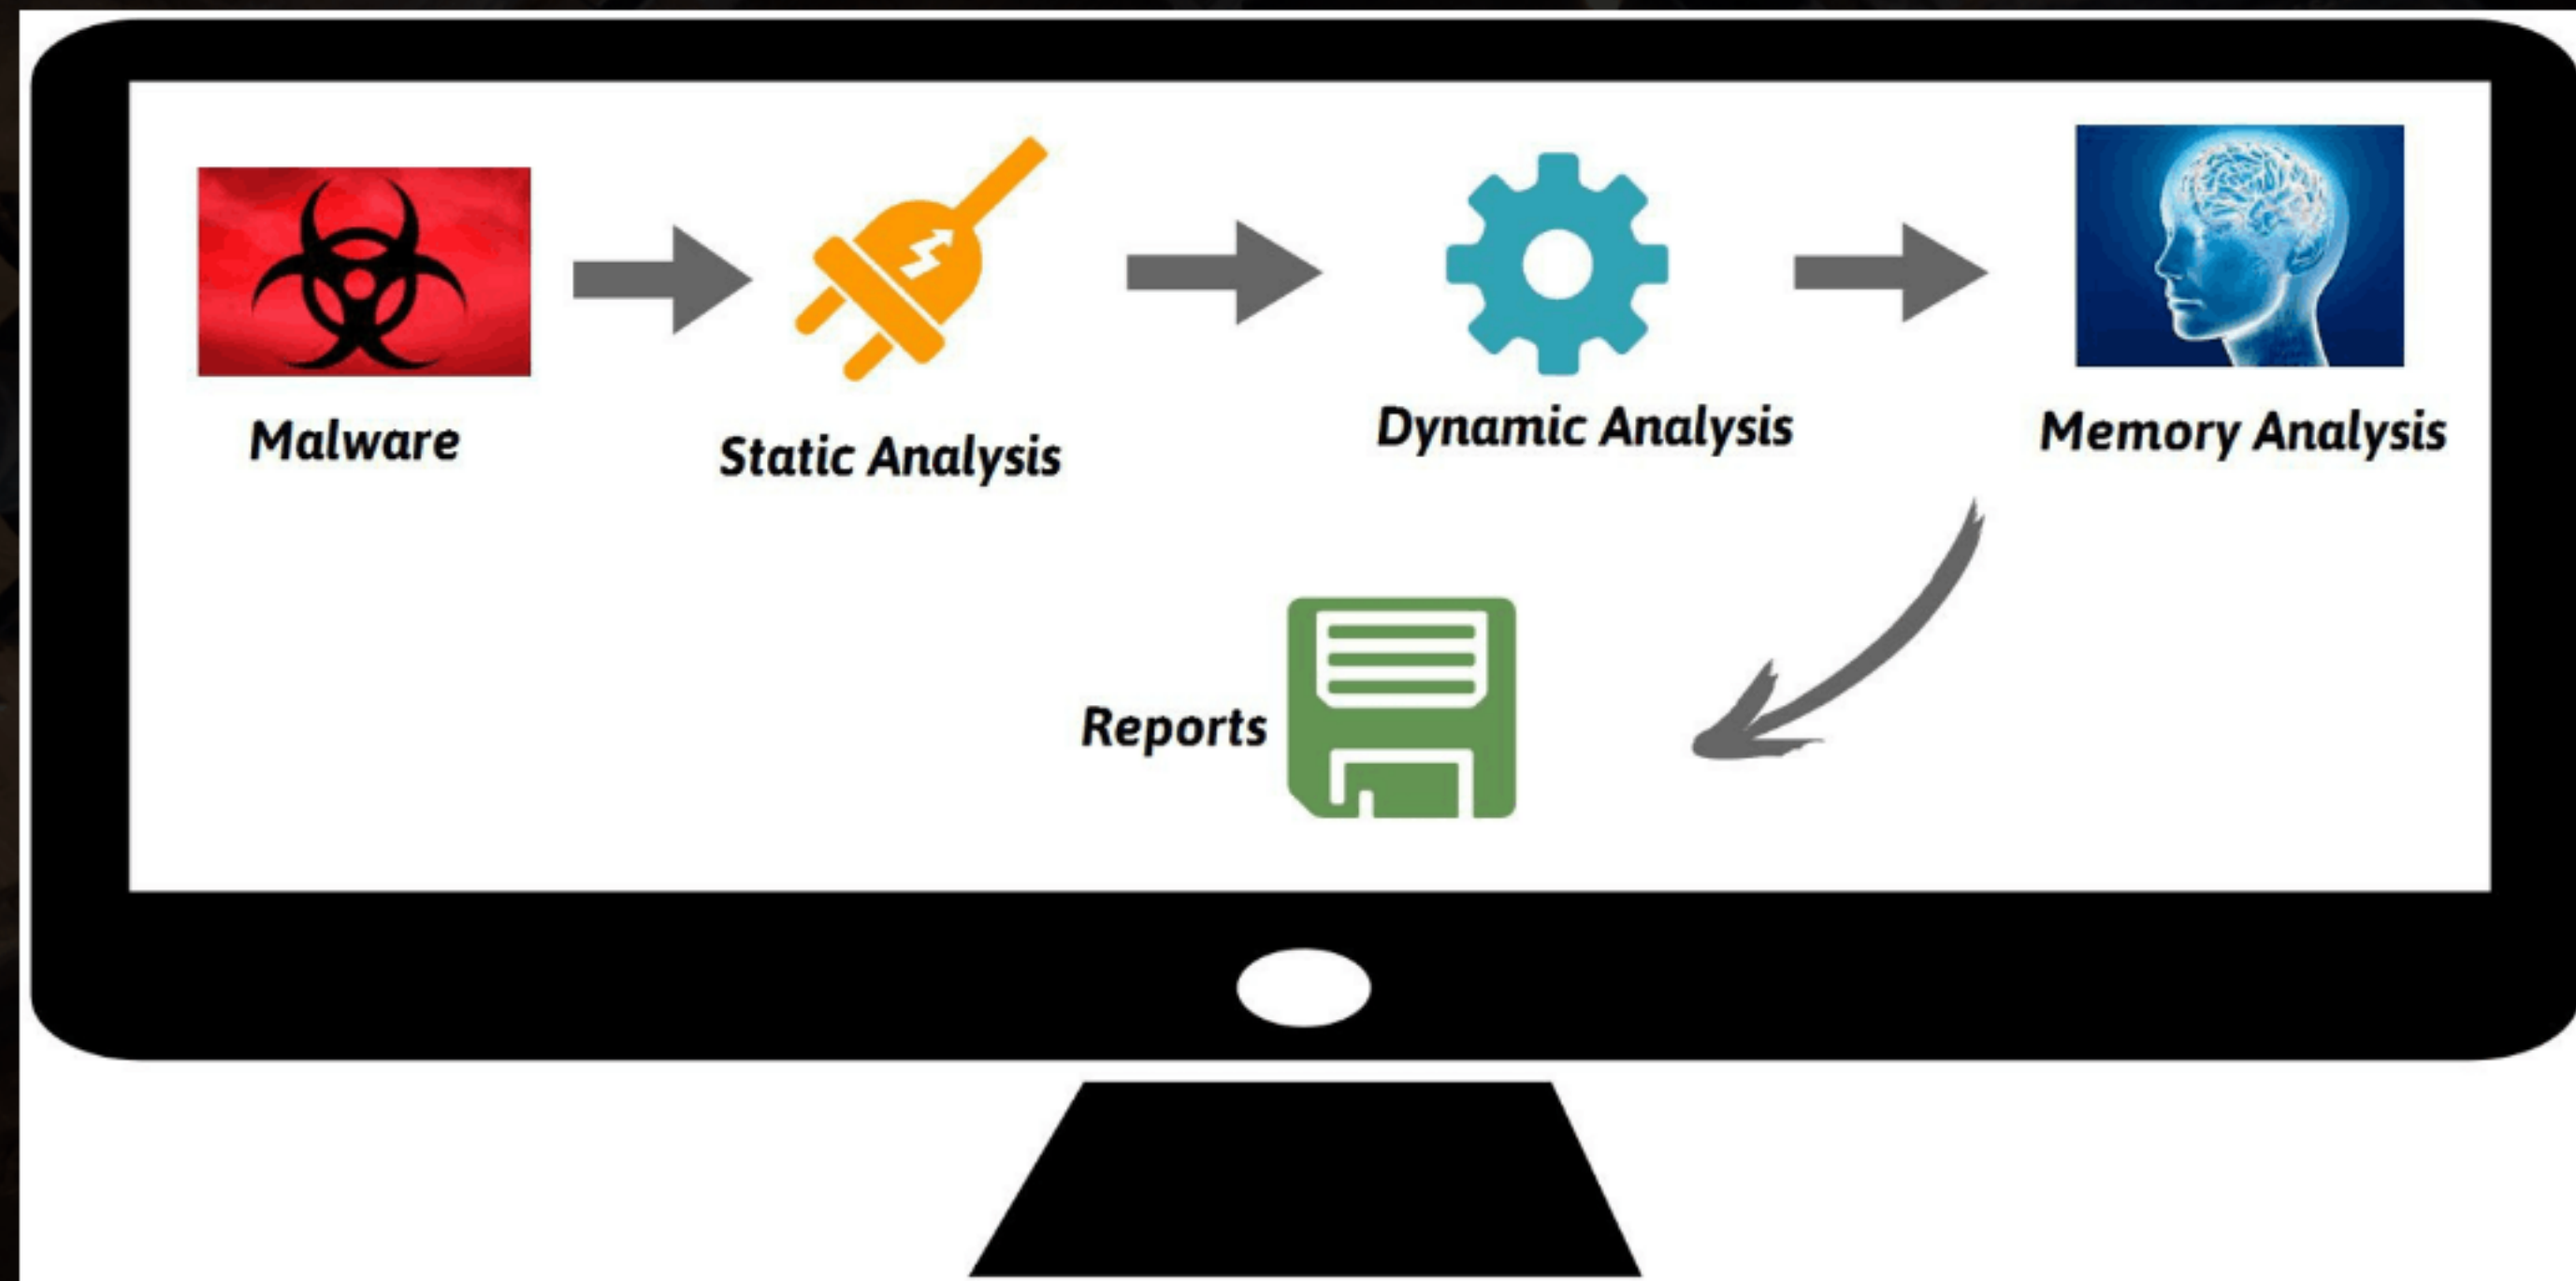 Malware
Static Analysis
Dynamic Analysis
Memory Analysis
Reports